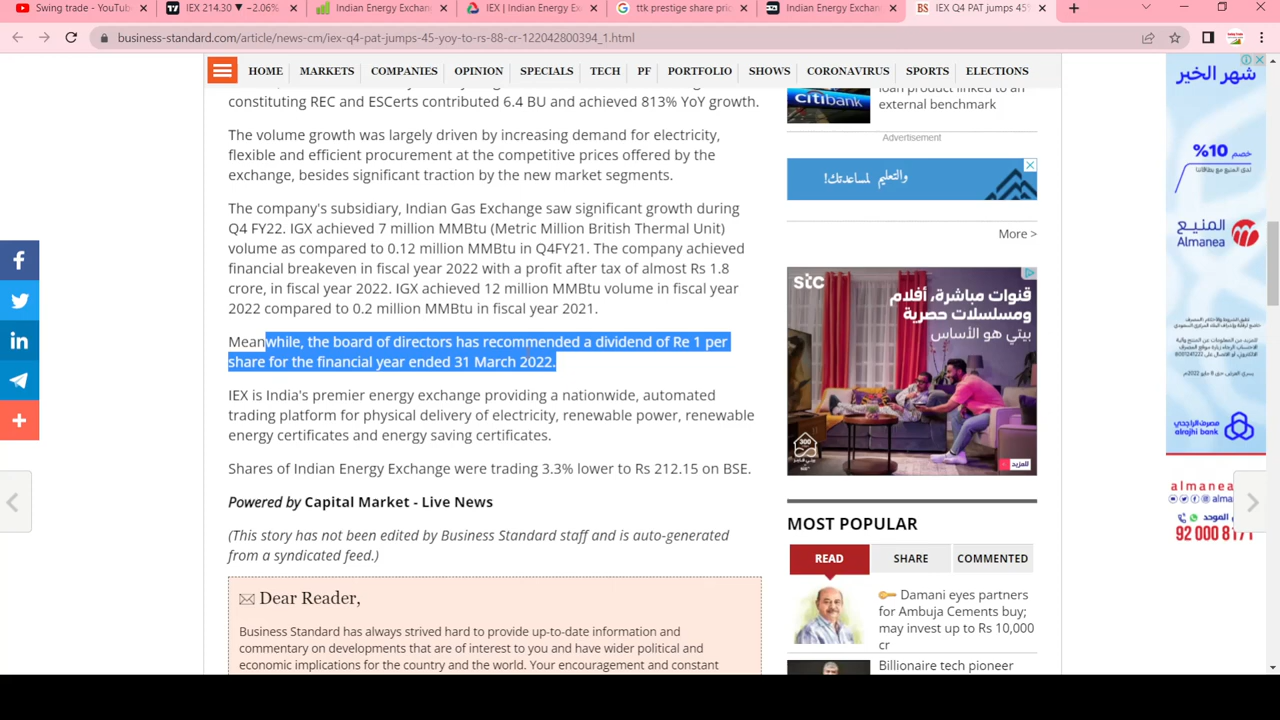 Swing trade - YouTu
IEX 214.30 ▼ −2.06%
Indian Energy Exchan
IEX | Indian Energy Ex
ttk prestige share pric
Indian Energy Exchan
BS
IEX Q4 PAT jumps 45
business-standard.com/article/news-cm/iex-q4-pat-jumps-45-yoy-to-rs-88-cr-122042800394_1.html
HOME
MARKETS
COMPANIES
OPINION
SPECIALS
TECH
PF
PORTFOLIO
SHOWS
CORONAVIRUS
SPORTS
ELECTIONS
constituting REC and ESCerts contributed 6.4 BU and achieved 813% YoY growth.
The volume growth was largely driven by increasing demand for electricity,
flexible and efficient procurement at the competitive prices offered by the
exchange, besides significant traction by the new market segments.
The company's subsidiary, Indian Gas Exchange saw significant growth during
Q4 FY22. IGX achieved 7 million MMBtu (Metric Million British Thermal Unit)
volume as compared to 0.12 million MMBtu in Q4FY21. The company achieved
financial breakeven in fiscal year 2022 with a profit after tax of almost Rs 1.8
crore, in fiscal year 2022. IGX achieved 12 million MMBtu volume in fiscal year
2022 compared to 0.2 million MMBtu in fiscal year 2021.
Meanwhile, the board of directors has recommended a dividend of Re 1 per
share for the financial year ended 31 March 2022.
IEX is India's premier energy exchange providing a nationwide, automated
trading platform for physical delivery of electricity, renewable power, renewable
energy certificates and energy saving certificates.
Shares of Indian Energy Exchange were trading 3.3% lower to Rs 212.15 on BSE.
Powered by Capital Market - Live News
(This story has not been edited by Business Standard staff and is auto-generated
from a syndicated feed.)
Dear Reader,
Business Standard has always strived hard to provide up-to-date information and
commentary on developments that are of interest to you and have wider political and
economic implications for the country and the world. Your encouragement and constant
citibank
loan product linked to an
external benchmark
Advertisement
والتعليم لمساعدتك!
More >
stc
قنوات مباشرة، أفلام
ومسلسلات حصرية
بيتي هو الأساس
المزيد
MOST POPULAR
READ
SHARE
COMMENTED
Damani eyes partners
for Ambuja Cements buy;
may invest up to Rs 10,000
cr
Billionaire tech pioneer
شهر الخير
خصم 10%
لدى المنيع مع بطاقاتنا
المنيع
Almanea
مصرف الراجحي
alrajhi bank
almanea
الرقم الموحد
92 000 8171